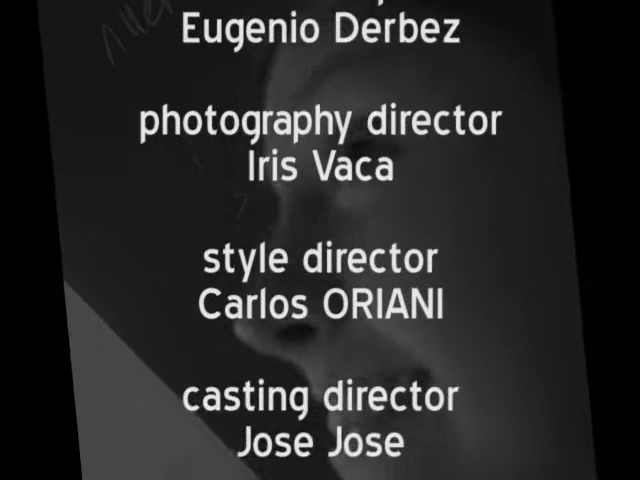 Eugenio Derbez
photography director
Iris Vaca
style director
Carlos ORIANI
casting director
Jose Jose